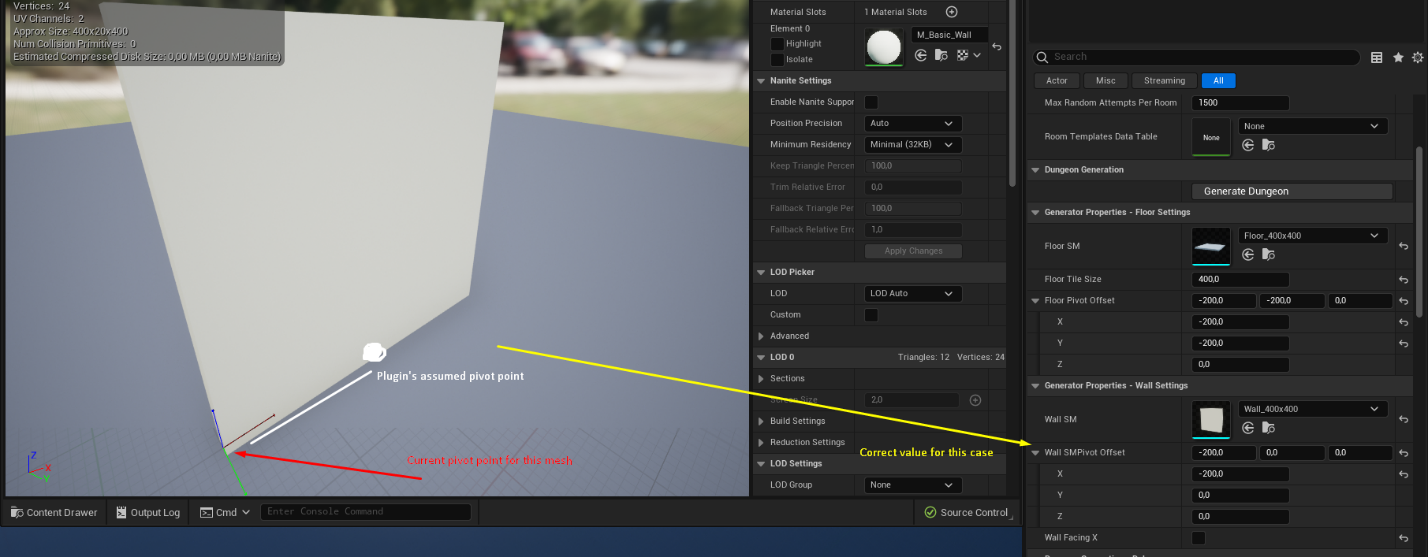 Vertices: 24
UV Channels: 2
Approx Size: 400x20x400
Num Collision Primitives: 0
Estimated Compressed Disk Size: 0,00 MB (0,00 MB Nanite)
Plugin's assumed pivot point
Current pivot point for this mesh
Z
X
Y
Material Slots 1 Material Slots
Element 0
M_Basic_Wall
Highlight
Isolate
Nanite Settings
Enable Nanite Suppor
Position Precision Auto
Minimum Residency Minimal (32KB)
Keep Triangle Percen 100,0
Trim Relative Error 0,0
Fallback Triangle Per 100,0
Fallback Relative Erro 1,0
Apply Changes
LOD Picker
LOD LOD Auto
Custom
Advanced
LOD 0 Triangles: 12 Vertices: 24
Sections
Size 2,0
Build Settings
Reduction Settings
Correct value for this case
LOD Settings
LOD Group None
Content Drawer Output Log Cmd Enter Console Command Source Control
Search
Actor Misc Streaming All
Max Random Attempts Per Room 1500
Room Templates Data Table None None
Dungeon Generation
Generate Dungeon
Generator Properties - Floor Settings
Floor SM Floor_400x400
Floor Tile Size 400,0
Floor Pivot Offset -200,0 -200,0 0,0
X -200,0
Y -200,0
Z 0,0
Generator Properties - Wall Settings
Wall SM Wall_400x400
Wall SMPivot Offset -200,0 0,0 0,0
X -200,0
Y 0,0
Z 0,0
Wall Facing X